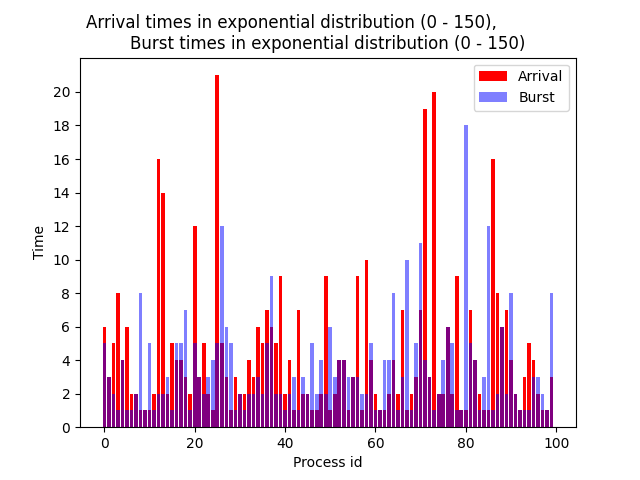 Arrival times in exponential distribution (0 - 150),
Burst times in exponential distribution (0 - 150)
Arrival
Burst
20
18
16
14
12
10
8
6
4
2
0
Time
0 20 40 60 80 100
Process id